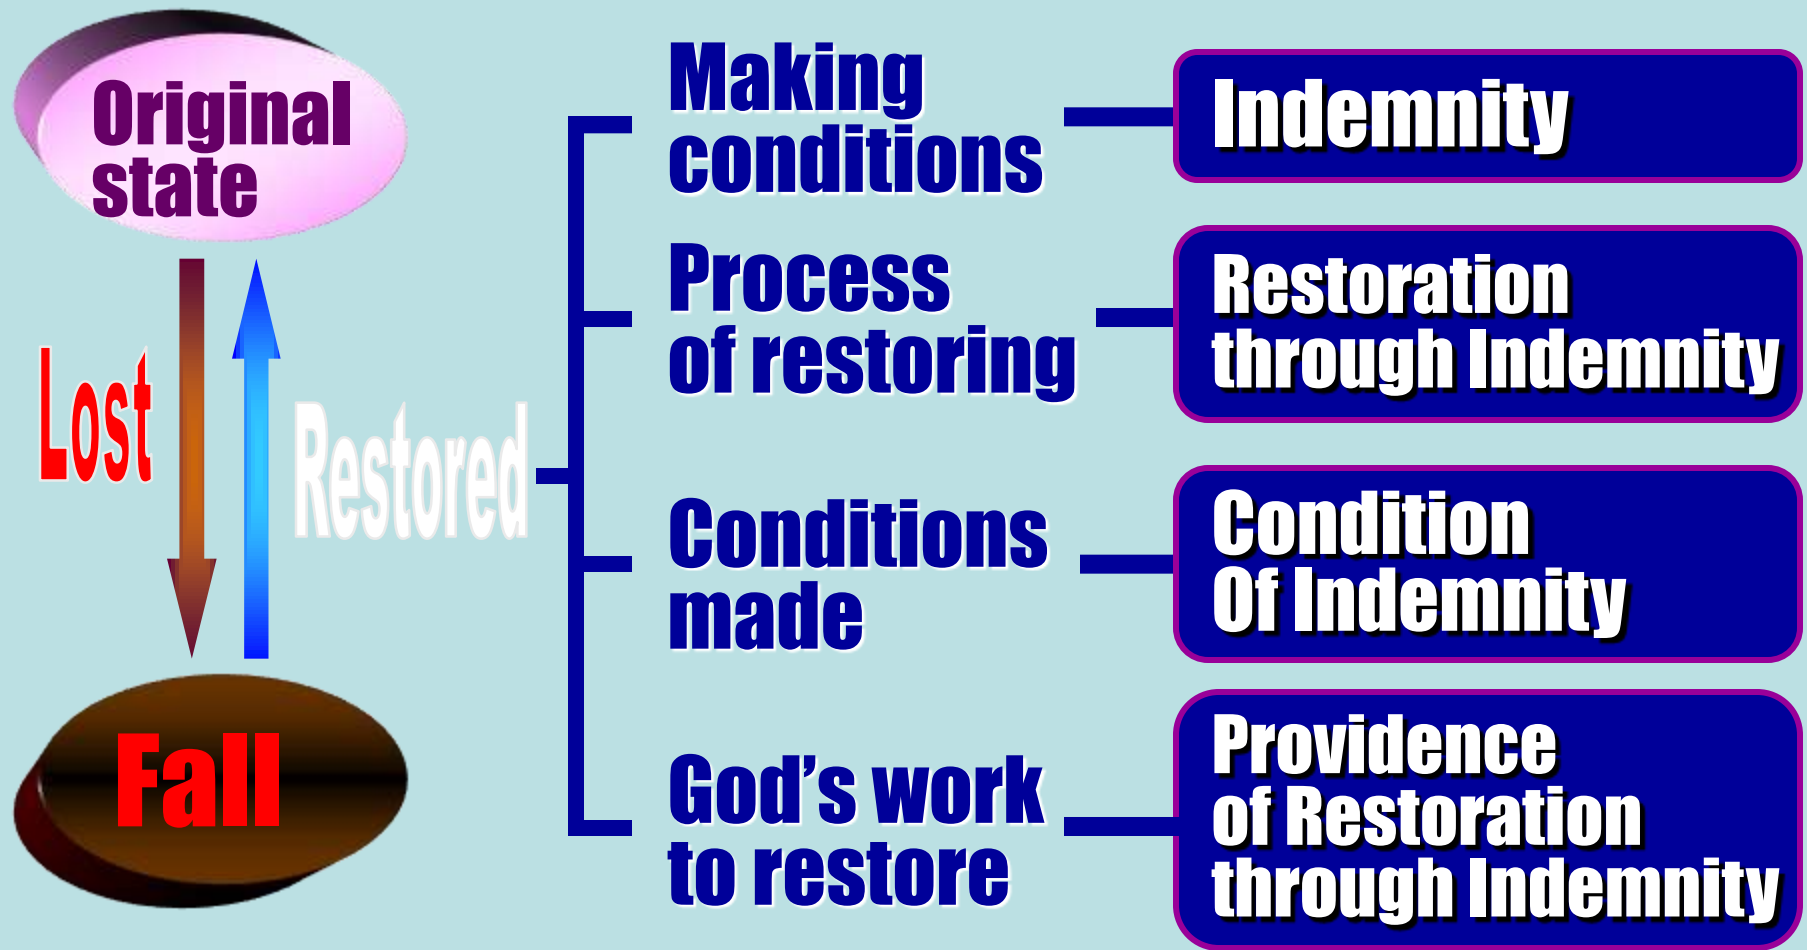 Original
state
Lost
Restored
Fall
Making
conditions
Indemnity
Process
of restoring
Restoration
through Indemnity
Conditions
made
Condition
Of Indemnity
God’s work
to restore
Providence
of Restoration
through Indemnity